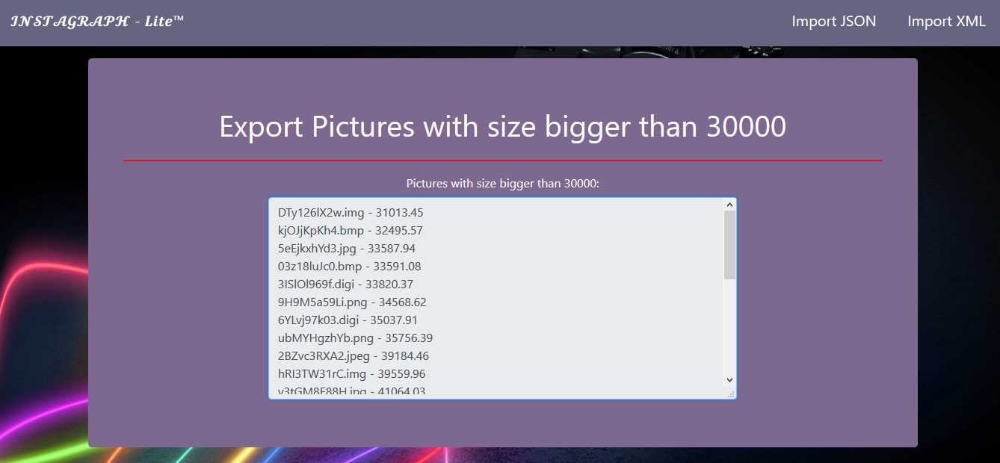 INSTAGRAPH - Lite™
Import JSON
Import XML
Export Pictures with size bigger than 30000
Pictures with size bigger than 30000:
DTy126lX2w.img - 31013.45
kjOJjKpKh4.bmp - 32495.57
5eEjkxhYd3.jpg - 33587.94
03z18luJc0.bmp - 33591.08
3ISlOl969f.digi - 33820.37
9H9M5a59Li.png - 34568.62
6YLvj97k03.digi - 35037.91
ubMYHgzhYb.png - 35756.39
2BZvc3RXA2.jpeg - 39184.46
hRI3TW31rC.img - 39559.96
- 41064.03